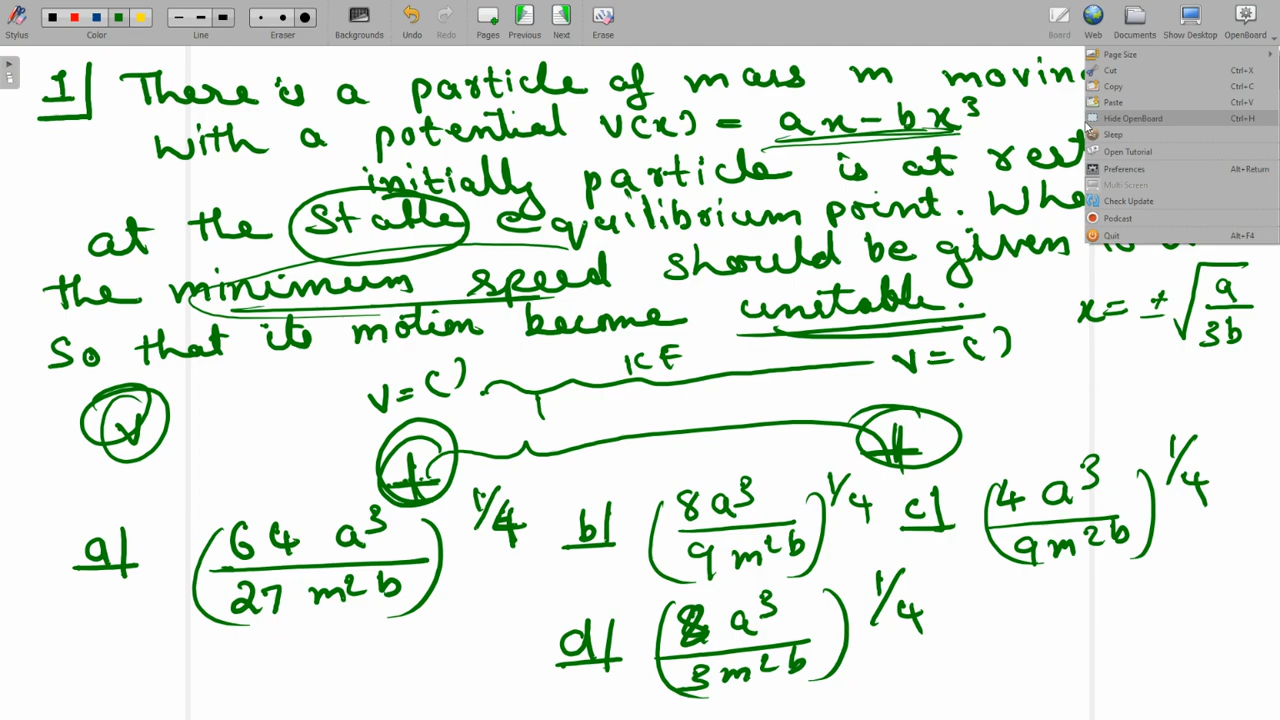 Color Line Eraser Backgrounds Undo Redo Pages Previous Next Erase Board Web Documents Show Desktop OpenBoard
Stylus
Page Size
Cut Ctrl+X
Copy Ctrl+C
Paste Ctrl+V
Hide OpenBoard Ctrl+H
Sleep
Open Tutorial
Preferences Alt+Return
Multi Screen
Check Update
Podcast
Quit Alt+F4
1 There is a particle of mass m movin
with a potential V(x) = ax - bx³
initially particle is at rest
at the stable equilibrium point. Wh
the minimum speed should be given
So that its motion become unstable.
x = ± √(a/3b)
V = ( ) KE V = ( )
v
a) (64 a³ / 27 m²b)^1/4 b) (8a³ / 9m²b)^1/4 c) (4a³ / 9m²b)^1/4
d) (8 a³ / 3m²b)^1/4